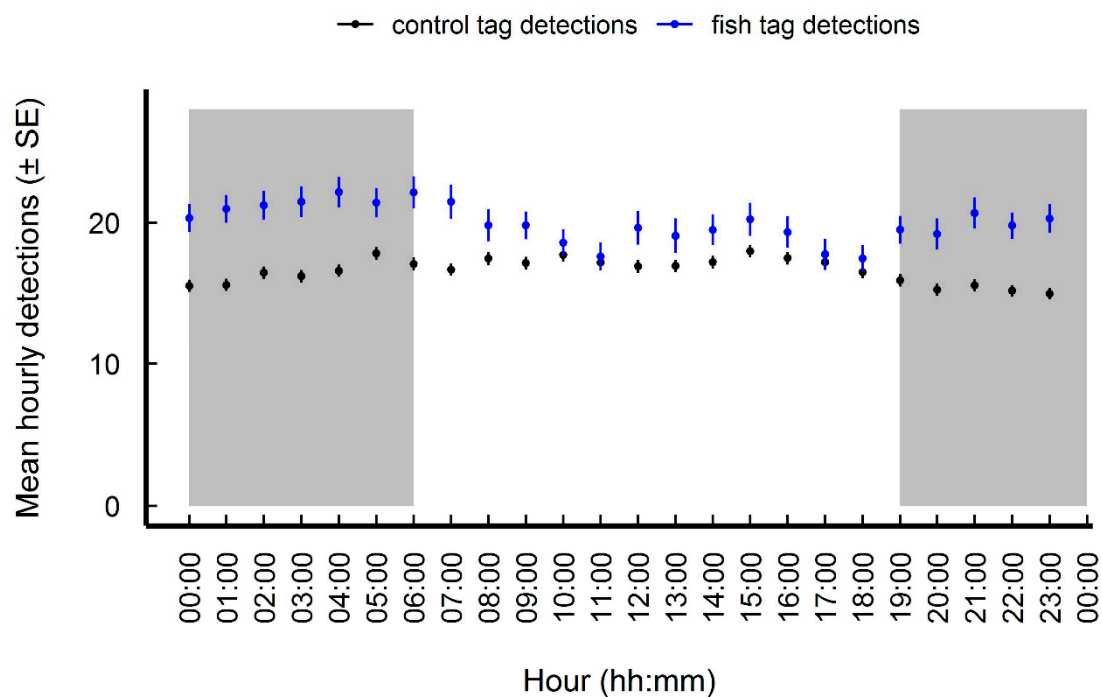 control tag detections fish tag detections
Mean hourly detections (± SE)
20
10
0
00:00 01:00 02:00 03:00 04:00 05:00 06:00 07:00 08:00 09:00 10:00 11:00 12:00 13:00 14:00 15:00 16:00 17:00 18:00 19:00 20:00 21:00 22:00 23:00 00:00
Hour (hh:mm)